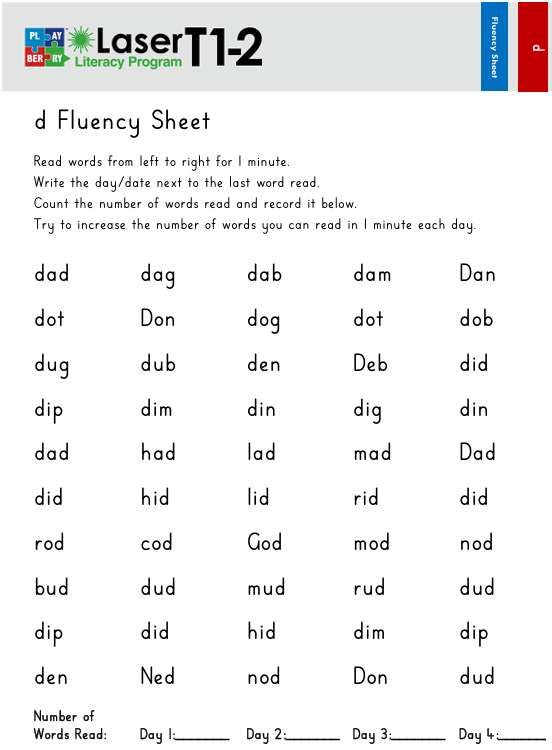 PL AY
BER RY
Laser T1-2
Literacy Program
Fluency Sheet
d
d Fluency Sheet
Read words from left to right for 1 minute.
Write the day/date next to the last word read.
Count the number of words read and record it below.
Try to increase the number of words you can read in 1 minute each day.
dad dag dab dam Dan
dot Don dog dot dob
dug dub den Deb did
dip dim din dig din
dad had lad mad Dad
did hid lid rid did
rod cod God mod nod
bud dud mud rud dud
dip did hid dim dip
den Ned nod Don dud
Number of
Words Read: Day 1:_______ Day 2:_______ Day 3:_______ Day 4:_______